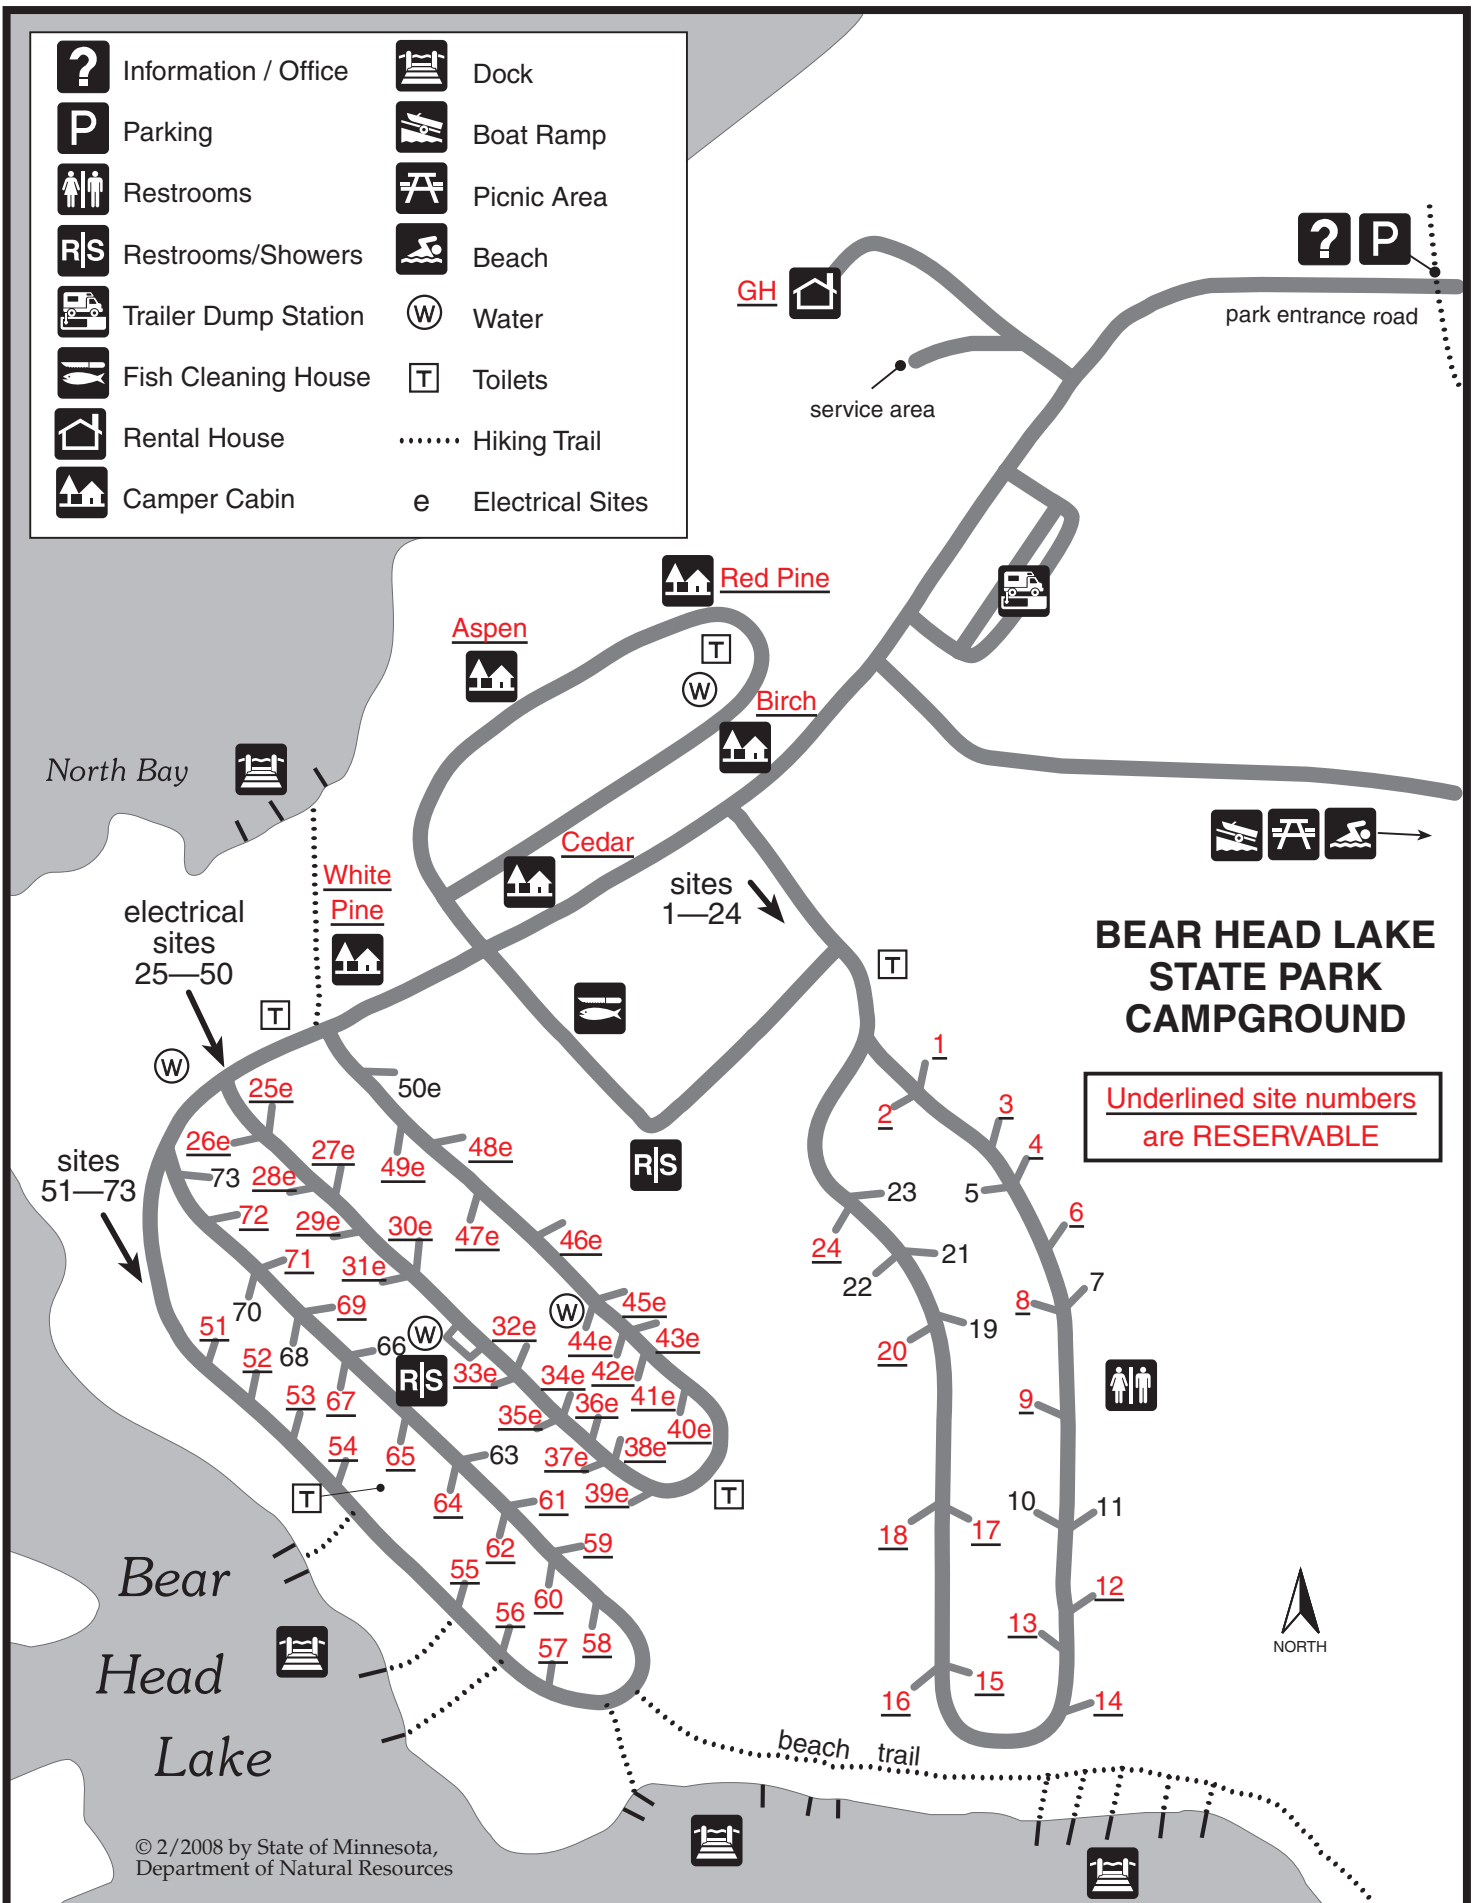 ?
Information / Office
P
Parking
Restrooms
R|S
Restrooms/Showers
Trailer Dump Station
Fish Cleaning House
Rental House
Camper Cabin
Dock
Boat Ramp
Picnic Area
Beach
W
Water
T
Toilets
Hiking Trail
e
Electrical Sites
? P
park entrance road
GH
service area
Red Pine
Aspen
T
W
Birch
North Bay
Cedar
White
Pine
sites
1—24
electrical
sites
25—50
BEAR HEAD LAKE
STATE PARK
CAMPGROUND
Underlined site numbers
are RESERVABLE
T
T
W
1
2
3
4
5
6
7
8
9
10
11
12
13
14
15
16
17
18
19
20
21
22
23
24
25e
26e
27e
28e
29e
30e
31e
32e
33e
34e
35e
36e
37e
38e
39e
40e
41e
42e
43e
44e
45e
46e
47e
48e
49e
50e
R|S
W
W
R|S
T
T
sites
51—73
51
52
53
54
55
56
57
58
59
60
61
62
63
64
65
66
67
68
69
70
71
72
73
NORTH
Bear
Head
Lake
beach trail
© 2/2008 by State of Minnesota,
Department of Natural Resources